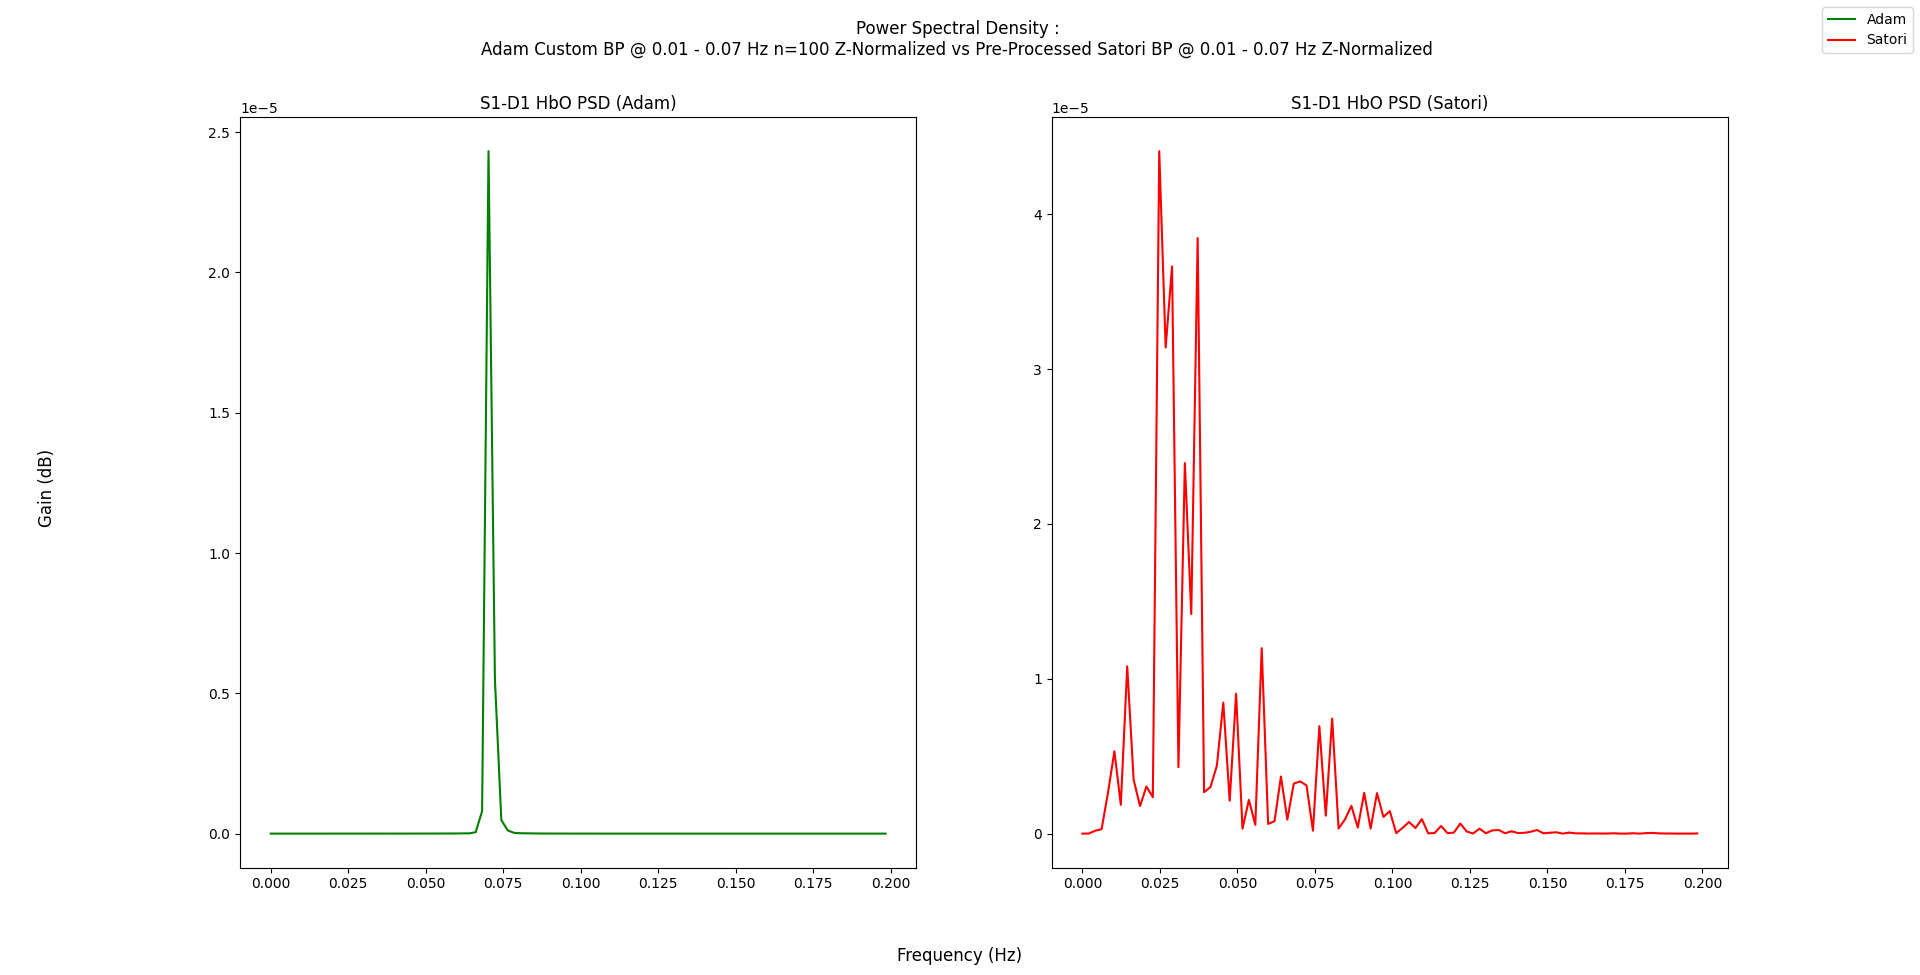 Power Spectral Density :
Adam Custom BP @ 0.01 - 0.07 Hz n=100 Z-Normalized vs Pre-Processed Satori BP @ 0.01 - 0.07 Hz Z-Normalized
Adam
Satori
S1-D1 HbO PSD (Adam)
1e−5
2.5
2.0
1.5
1.0
0.5
0.0
0.000 0.025 0.050 0.075 0.100 0.125 0.150 0.175 0.200
S1-D1 HbO PSD (Satori)
1e−5
4
3
2
1
0
0.000 0.025 0.050 0.075 0.100 0.125 0.150 0.175 0.200
Gain (dB)
Frequency (Hz)